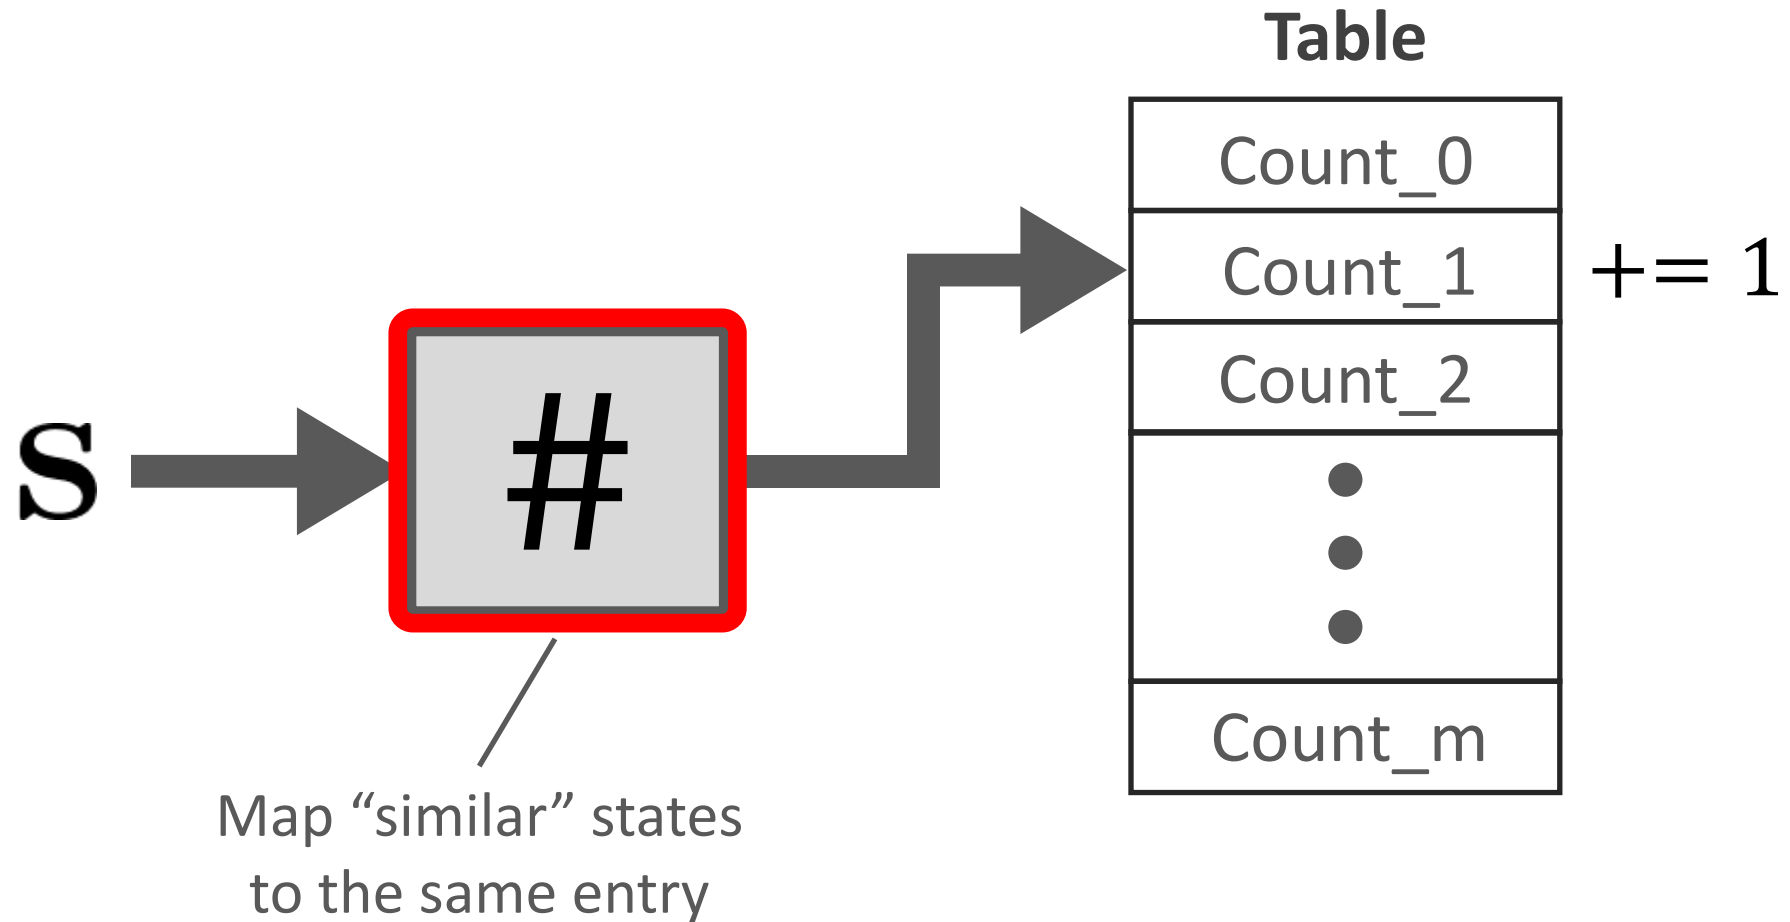 Table
Count_0
Count_1
+= 1
Count_2
S
#
Count_m
Map “similar” states
to the same entry